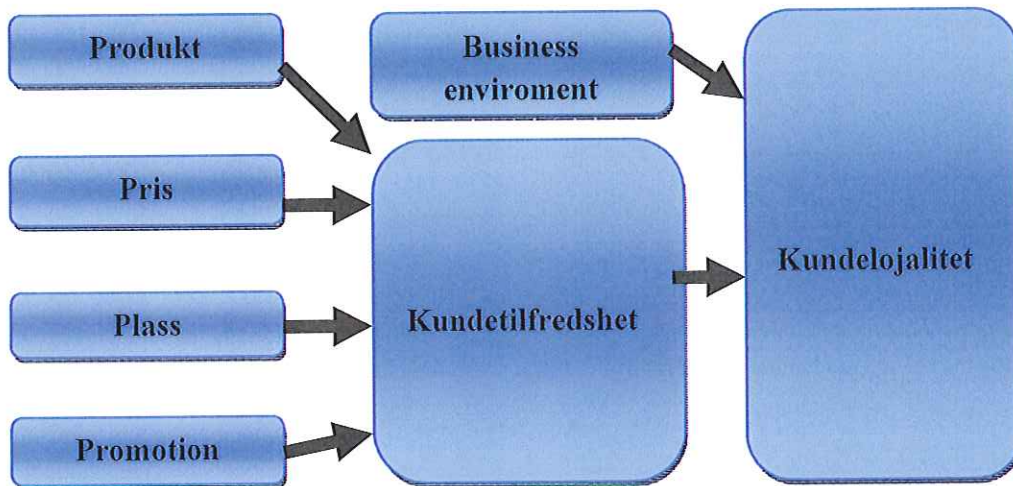 Produkt
Business
enviroment
Pris
Kundelojalitet
Plass
Kundetilfredshet
Promotion